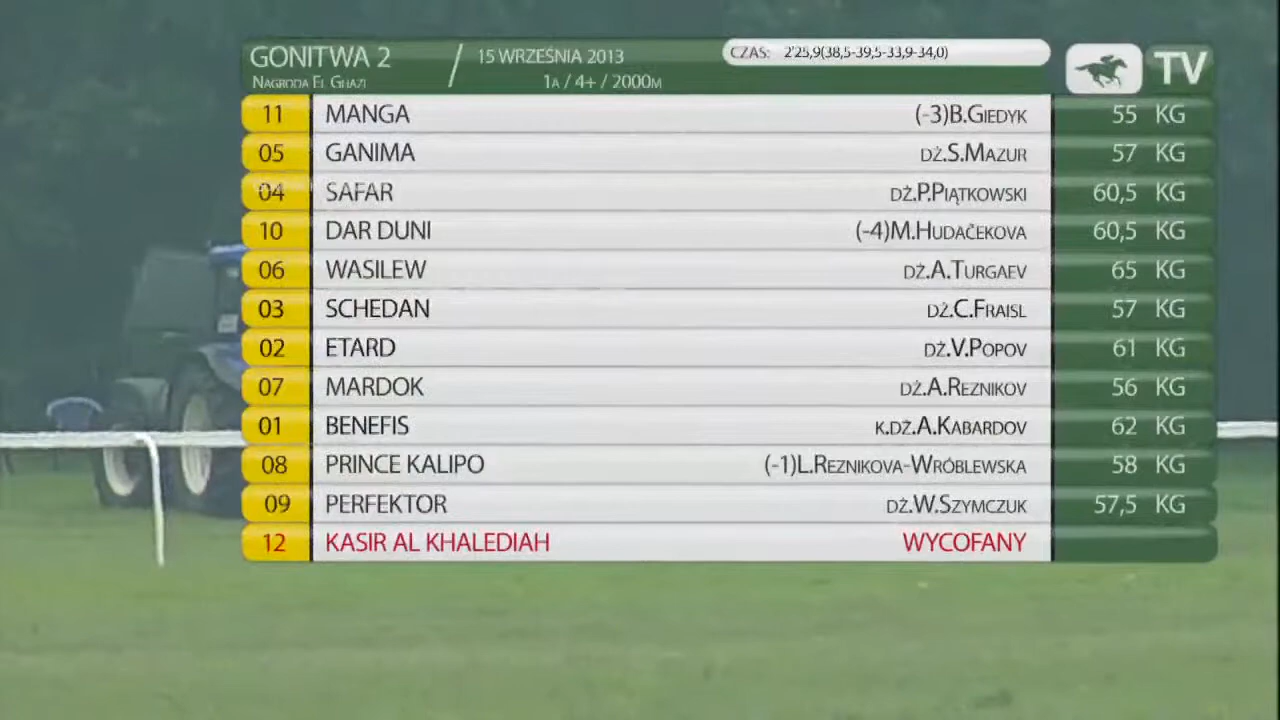 GONITWA 2 / 15 WRZEŚNIA 2013 CZAS: 2'25,9(38,5-39,5-33,9-34,0) TV
NAGRODA EL GHAZI 1A / 4+ / 2000M
11 MANGA (-3)B.GIEDYK 55 KG
05 GANIMA DŻ.S.MAZUR 57 KG
04 SAFAR DŻ.P.PIĄTKOWSKI 60,5 KG
10 DAR DUNI (-4)M.HUDAČEKOVA 60,5 KG
06 WASILEW DŻ.A.TURGAEV 65 KG
03 SCHEDAN DŻ.C.FRAISL 57 KG
02 ETARD DŻ.V.POPOV 61 KG
07 MARDOK DŻ.A.REZNIKOV 56 KG
01 BENEFIS K.DŻ.A.KABARDOV 62 KG
08 PRINCE KALIPO (-1)L.REZNIKOVA-WRÓBLEWSKA 58 KG
09 PERFEKTOR DŻ.W.SZYMCZUK 57,5 KG
12 KASIR AL KHALEDIAH WYCOFANY